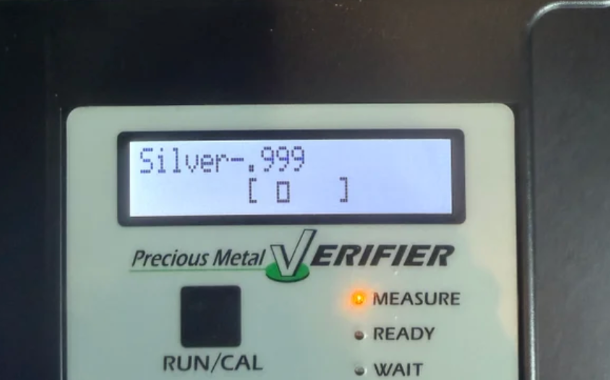 Silver-.999
[ ▯ ]
Precious Metal VERIFIER
MEASURE
READY
RUN/CAL
WAIT